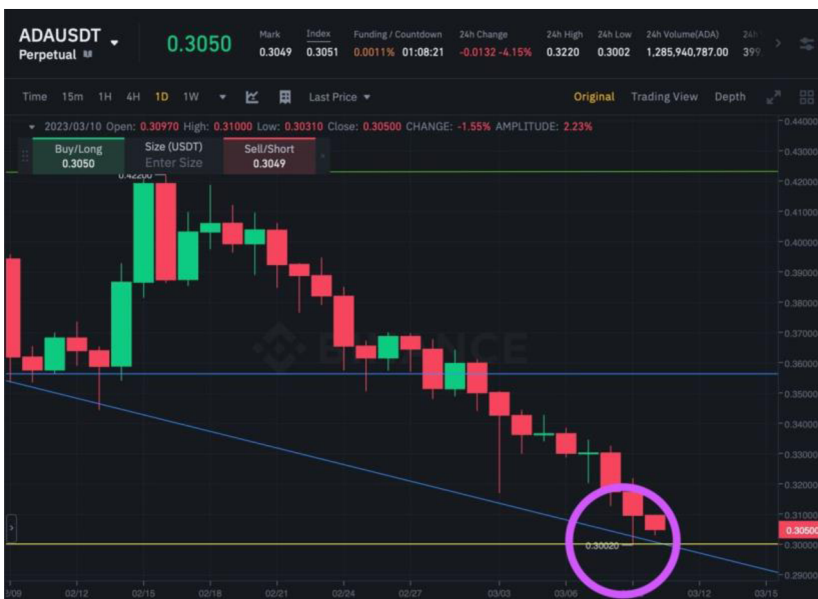 ADAUSDT
Perpetual
0.3050
Mark
0.3049
Index
0.3051
Funding / Countdown
0.0011% 01:08:21
24h Change
-0.0132 -4.15%
24h High
0.3220
24h Low
0.3002
24h Volume(ADA)
1,285,940,787.00
24h
399
Time 15m 1H 4H 1D 1W Last Price Original Trading View Depth
2023/03/10 Open: 0.30970 High: 0.31000 Low: 0.30310 Close: 0.30500 CHANGE: -1.55% AMPLITUDE: 2.23%
Buy/Long
0.3050
Size (USDT)
Enter Size
Sell/Short
0.3049
0.44000
0.43000
0.42200
0.42000
0.41000
0.40000
0.39000
0.38000
0.37000
BINANCE
0.36000
0.35000
0.34000
0.33000
0.32000
0.31000
0.30500
0.30020
0.30000
0.29000
02/12 02/15 02/18 02/21 02/24 02/27 03/03 03/06 03/12 03/15